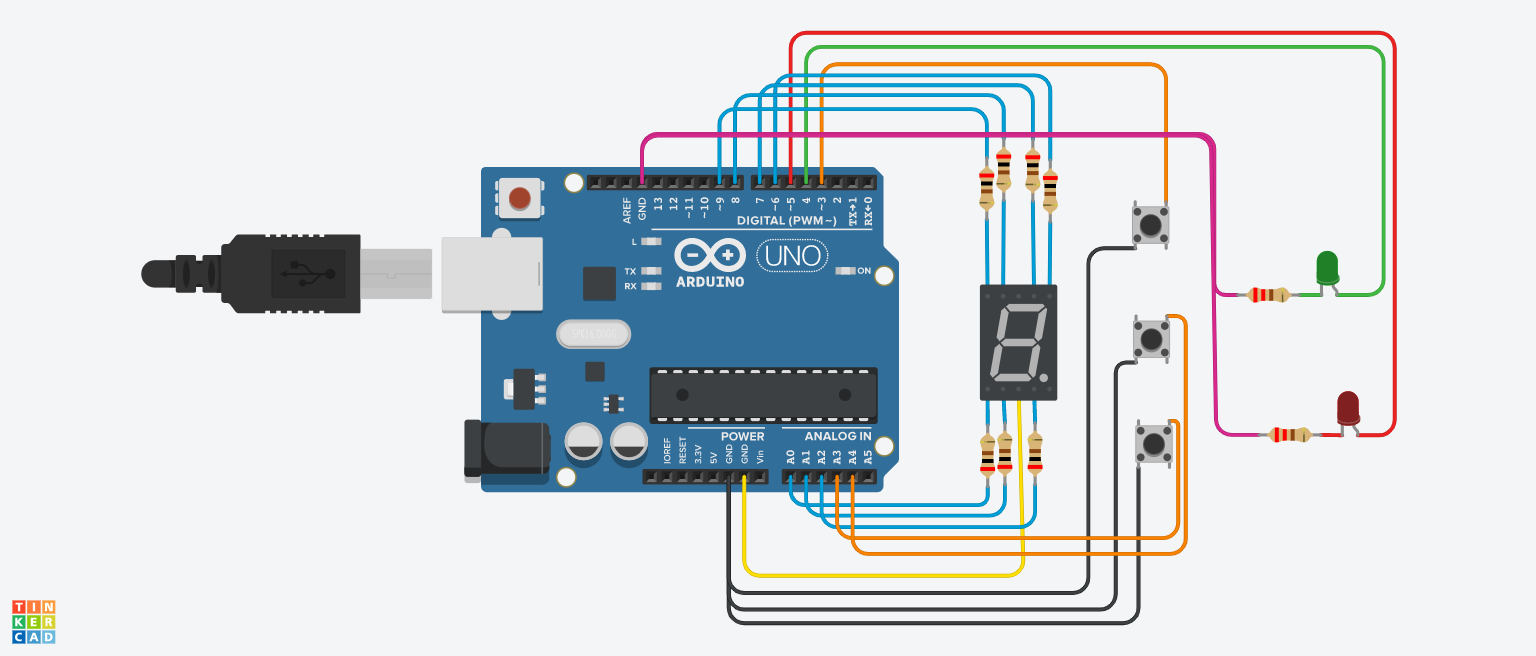 AREF
GND
13
12
~11
~10
~9
8
7
~6
~5
4
~3
2
TX→1
RX←0
DIGITAL (PWM ~)
L
TX
RX
ARDUINO
UNO
ON
IOREF
RESET
3.3V
5V
GND
GND
Vin
POWER
ANALOG IN
A0
A1
A2
A3
A4
A5
TIN
KER
CAD